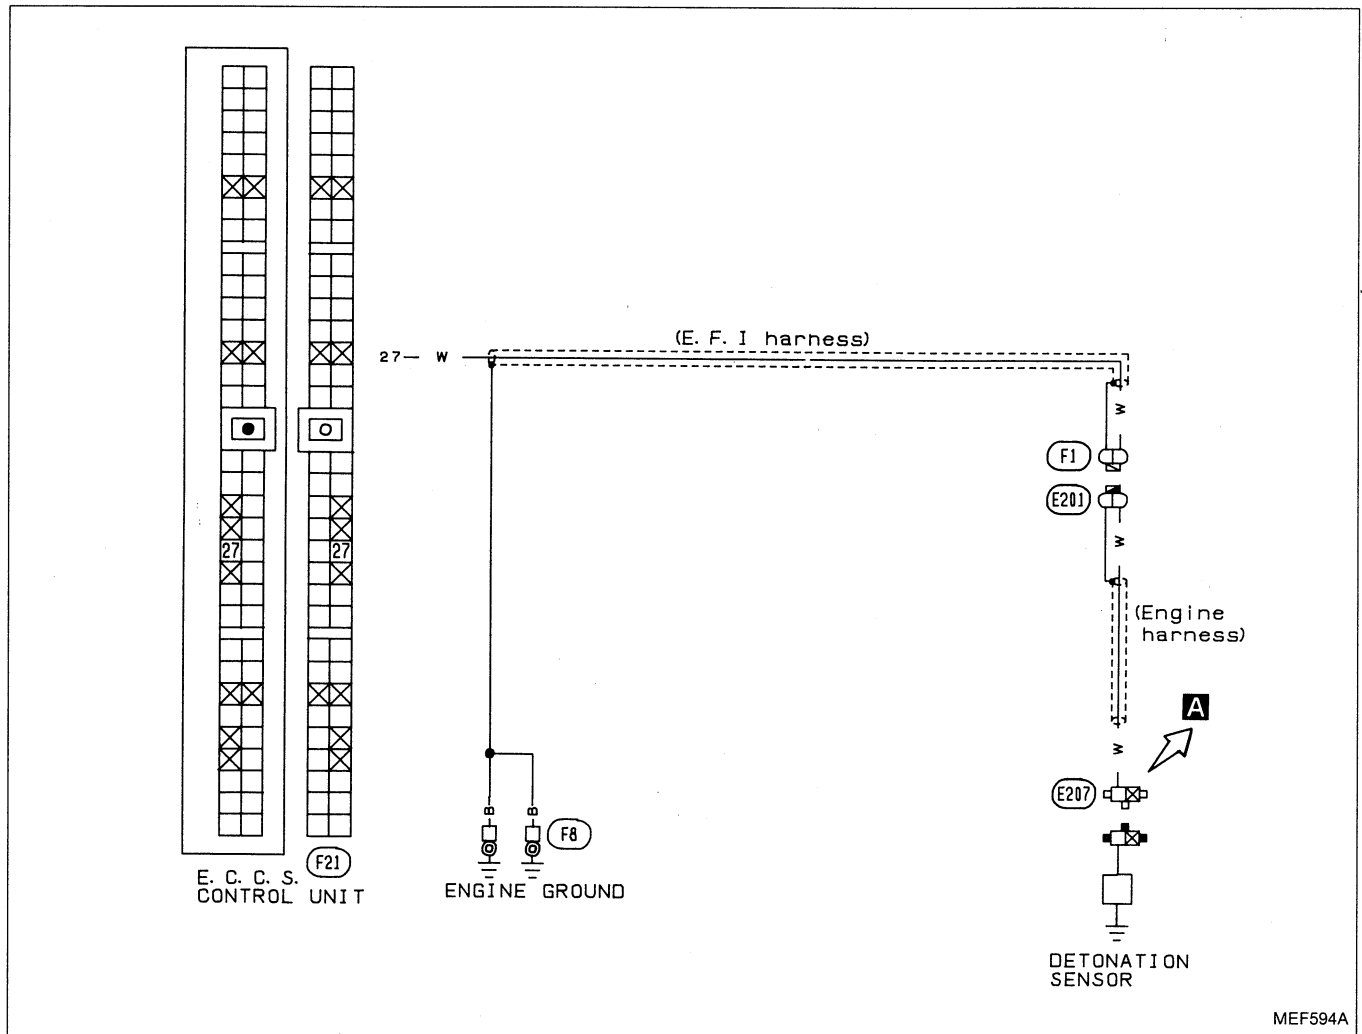 (E. F. I harness)
27— W
W
F1
E201
W
27 27
(Engine
harness)
A
W
E207
B B
F8
F21
E. C. C. S.
CONTROL UNIT
ENGINE GROUND
DETONATION
SENSOR
MEF594A